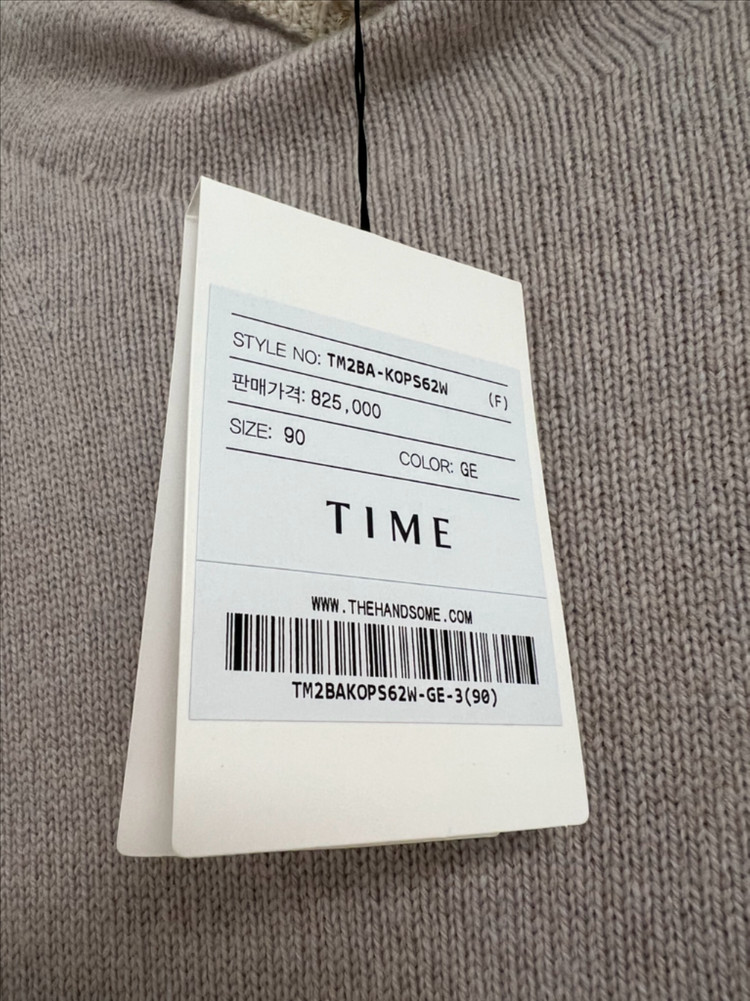 STYLE NO: TM2BA-KOPS62W (F)
판매가격: 825,000
SIZE: 90 COLOR: GE
TIME
WWW.THEHANDSOME.COM
TM2BAKOPS62W-GE-3(90)